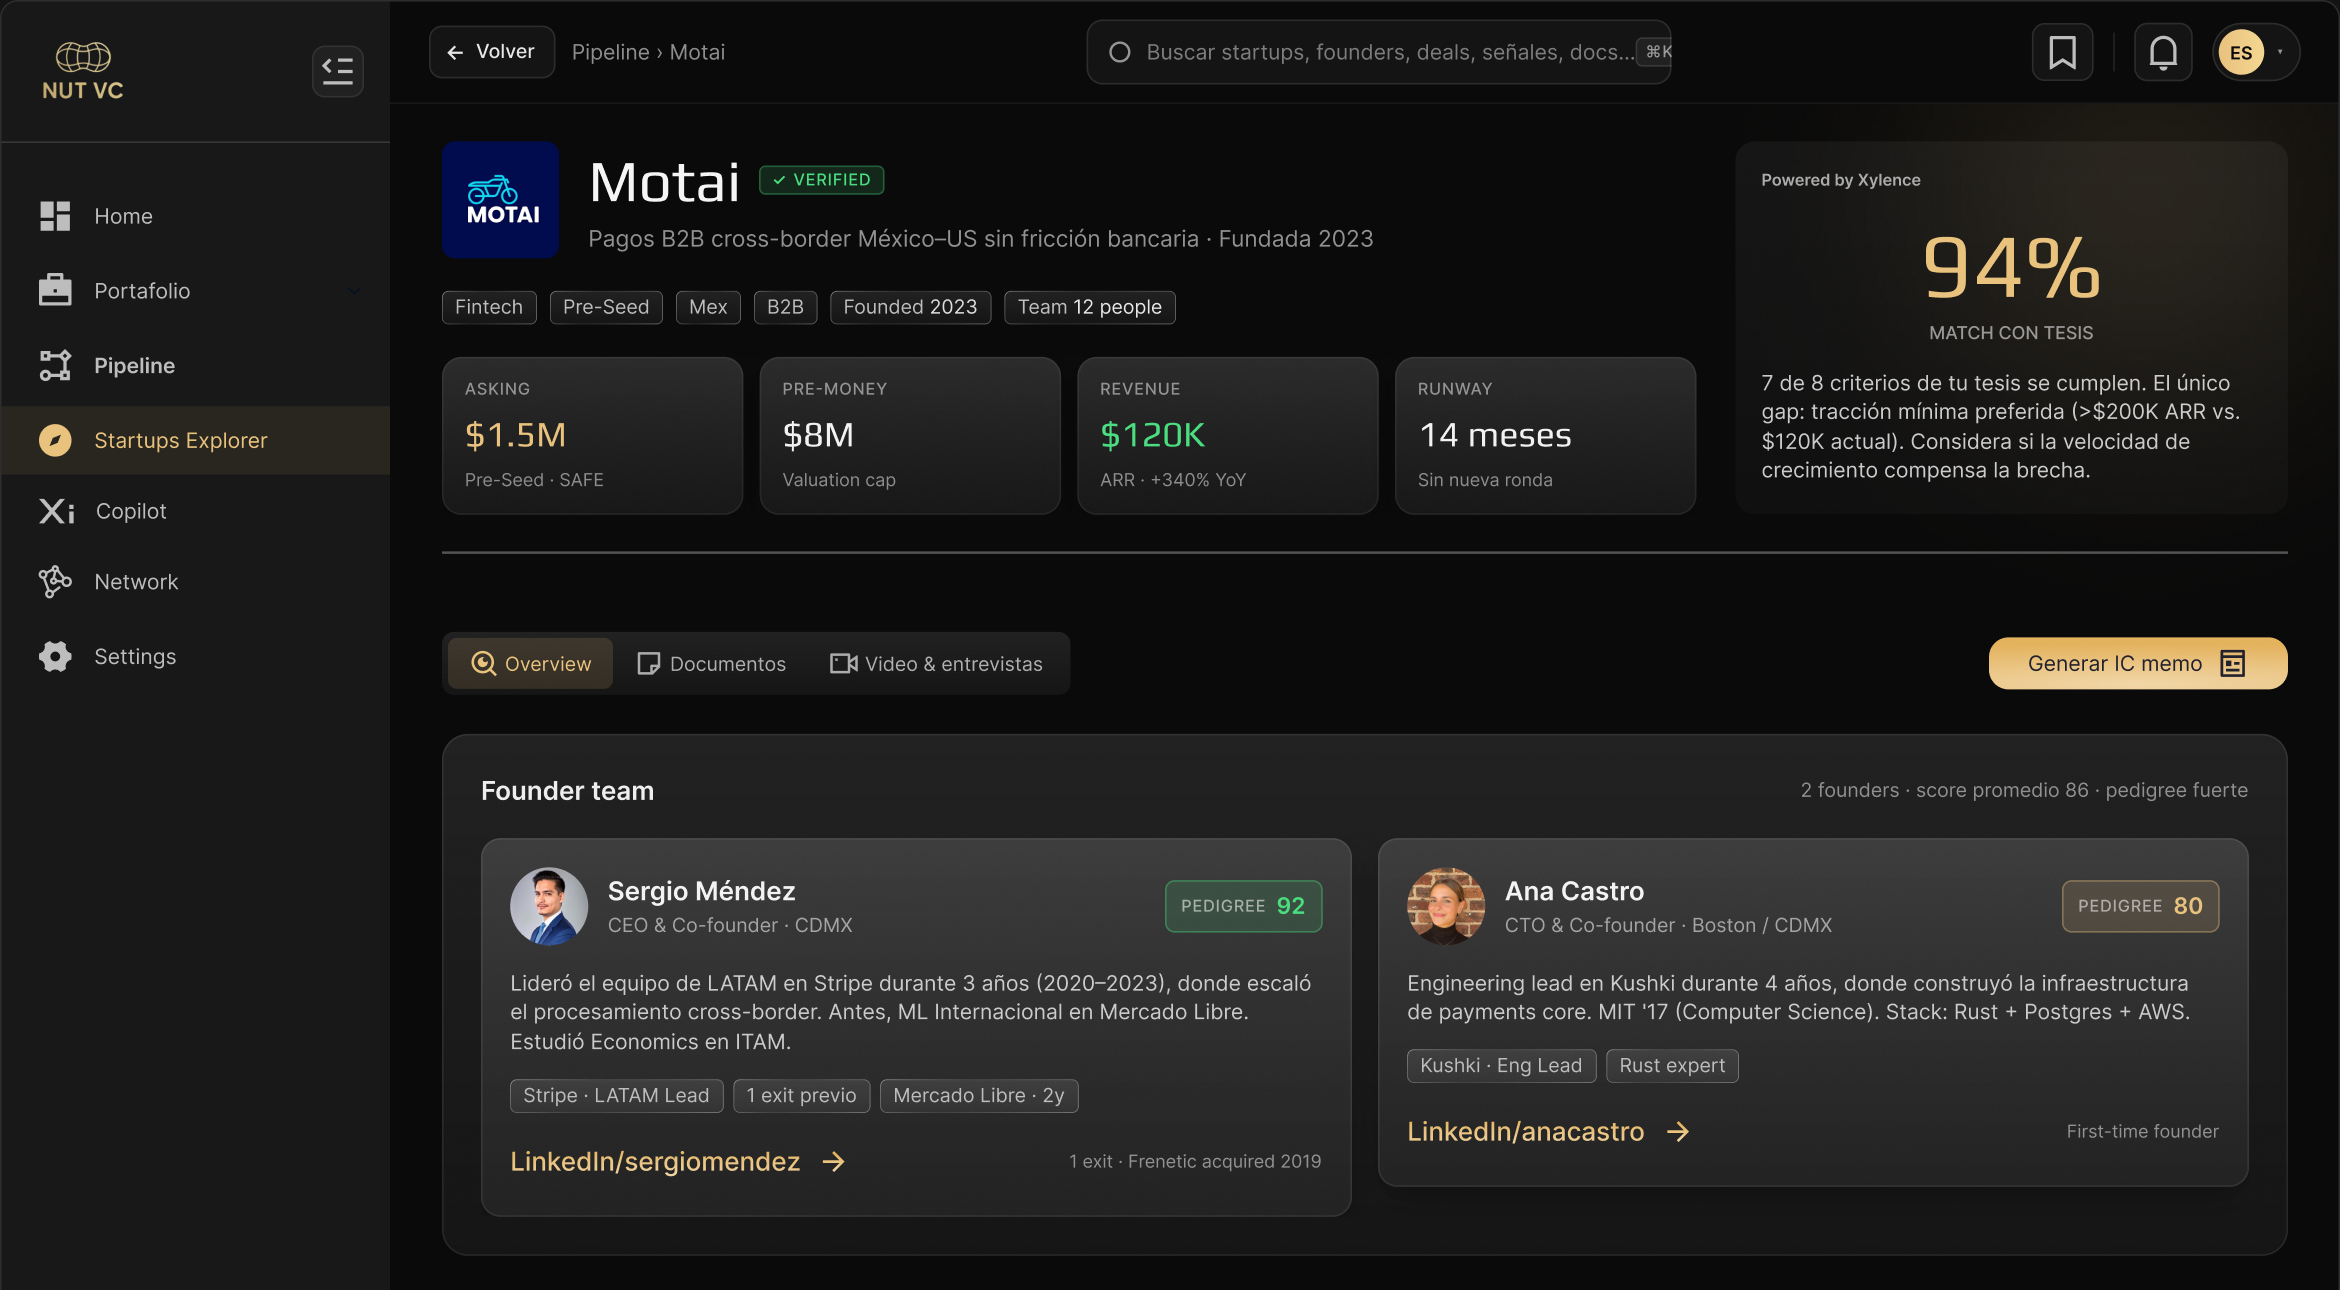 NUT VC
Home
Portafolio
Pipeline
Startups Explorer
Xi Copilot
Network
Settings
← Volver
Pipeline › Motai
Buscar startups, founders, deals, señales, docs...
⌘K
ES
MOTAI
Motai
✓ VERIFIED
Pagos B2B cross-border México–US sin fricción bancaria · Fundada 2023
Fintech
Pre-Seed
Mex
B2B
Founded 2023
Team 12 people
ASKING
$1.5M
Pre-Seed · SAFE
PRE-MONEY
$8M
Valuation cap
REVENUE
$120K
ARR · +340% YoY
RUNWAY
14 meses
Sin nueva ronda
Powered by Xylence
94%
MATCH CON TESIS
7 de 8 criterios de tu tesis se cumplen. El único
gap: tracción mínima preferida (>$200K ARR vs.
$120K actual). Considera si la velocidad de
crecimiento compensa la brecha.
Overview
Documentos
Video & entrevistas
Generar IC memo
Founder team
2 founders · score promedio 86 · pedigree fuerte
Sergio Méndez
CEO & Co-founder · CDMX
PEDIGREE 92
Lideró el equipo de LATAM en Stripe durante 3 años (2020–2023), donde escaló
el procesamiento cross-border. Antes, ML Internacional en Mercado Libre.
Estudió Economics en ITAM.
Stripe · LATAM Lead
1 exit previo
Mercado Libre · 2y
LinkedIn/sergiomendez →
1 exit · Frenetic acquired 2019
Ana Castro
CTO & Co-founder · Boston / CDMX
PEDIGREE 80
Engineering lead en Kushki durante 4 años, donde construyó la infraestructura
de payments core. MIT '17 (Computer Science). Stack: Rust + Postgres + AWS.
Kushki · Eng Lead
Rust expert
LinkedIn/anacastro →
First-time founder